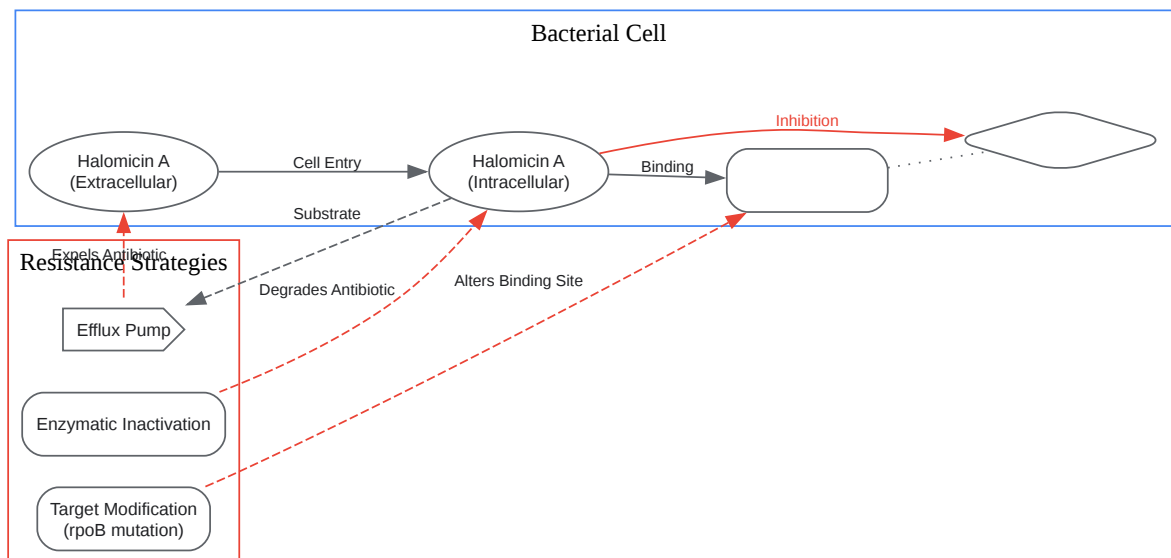 Bacterial Cell
Inhibition
Halomicin A
(Extracellular)
Cell Entry
Halomicin A
(Intracellular)
Binding
Substrate
Expels Antibiotic
Resistance Strategies
Degrades Antibiotic
Alters Binding Site
Efflux Pump
Enzymatic Inactivation
Target Modification
(rpoB mutation)